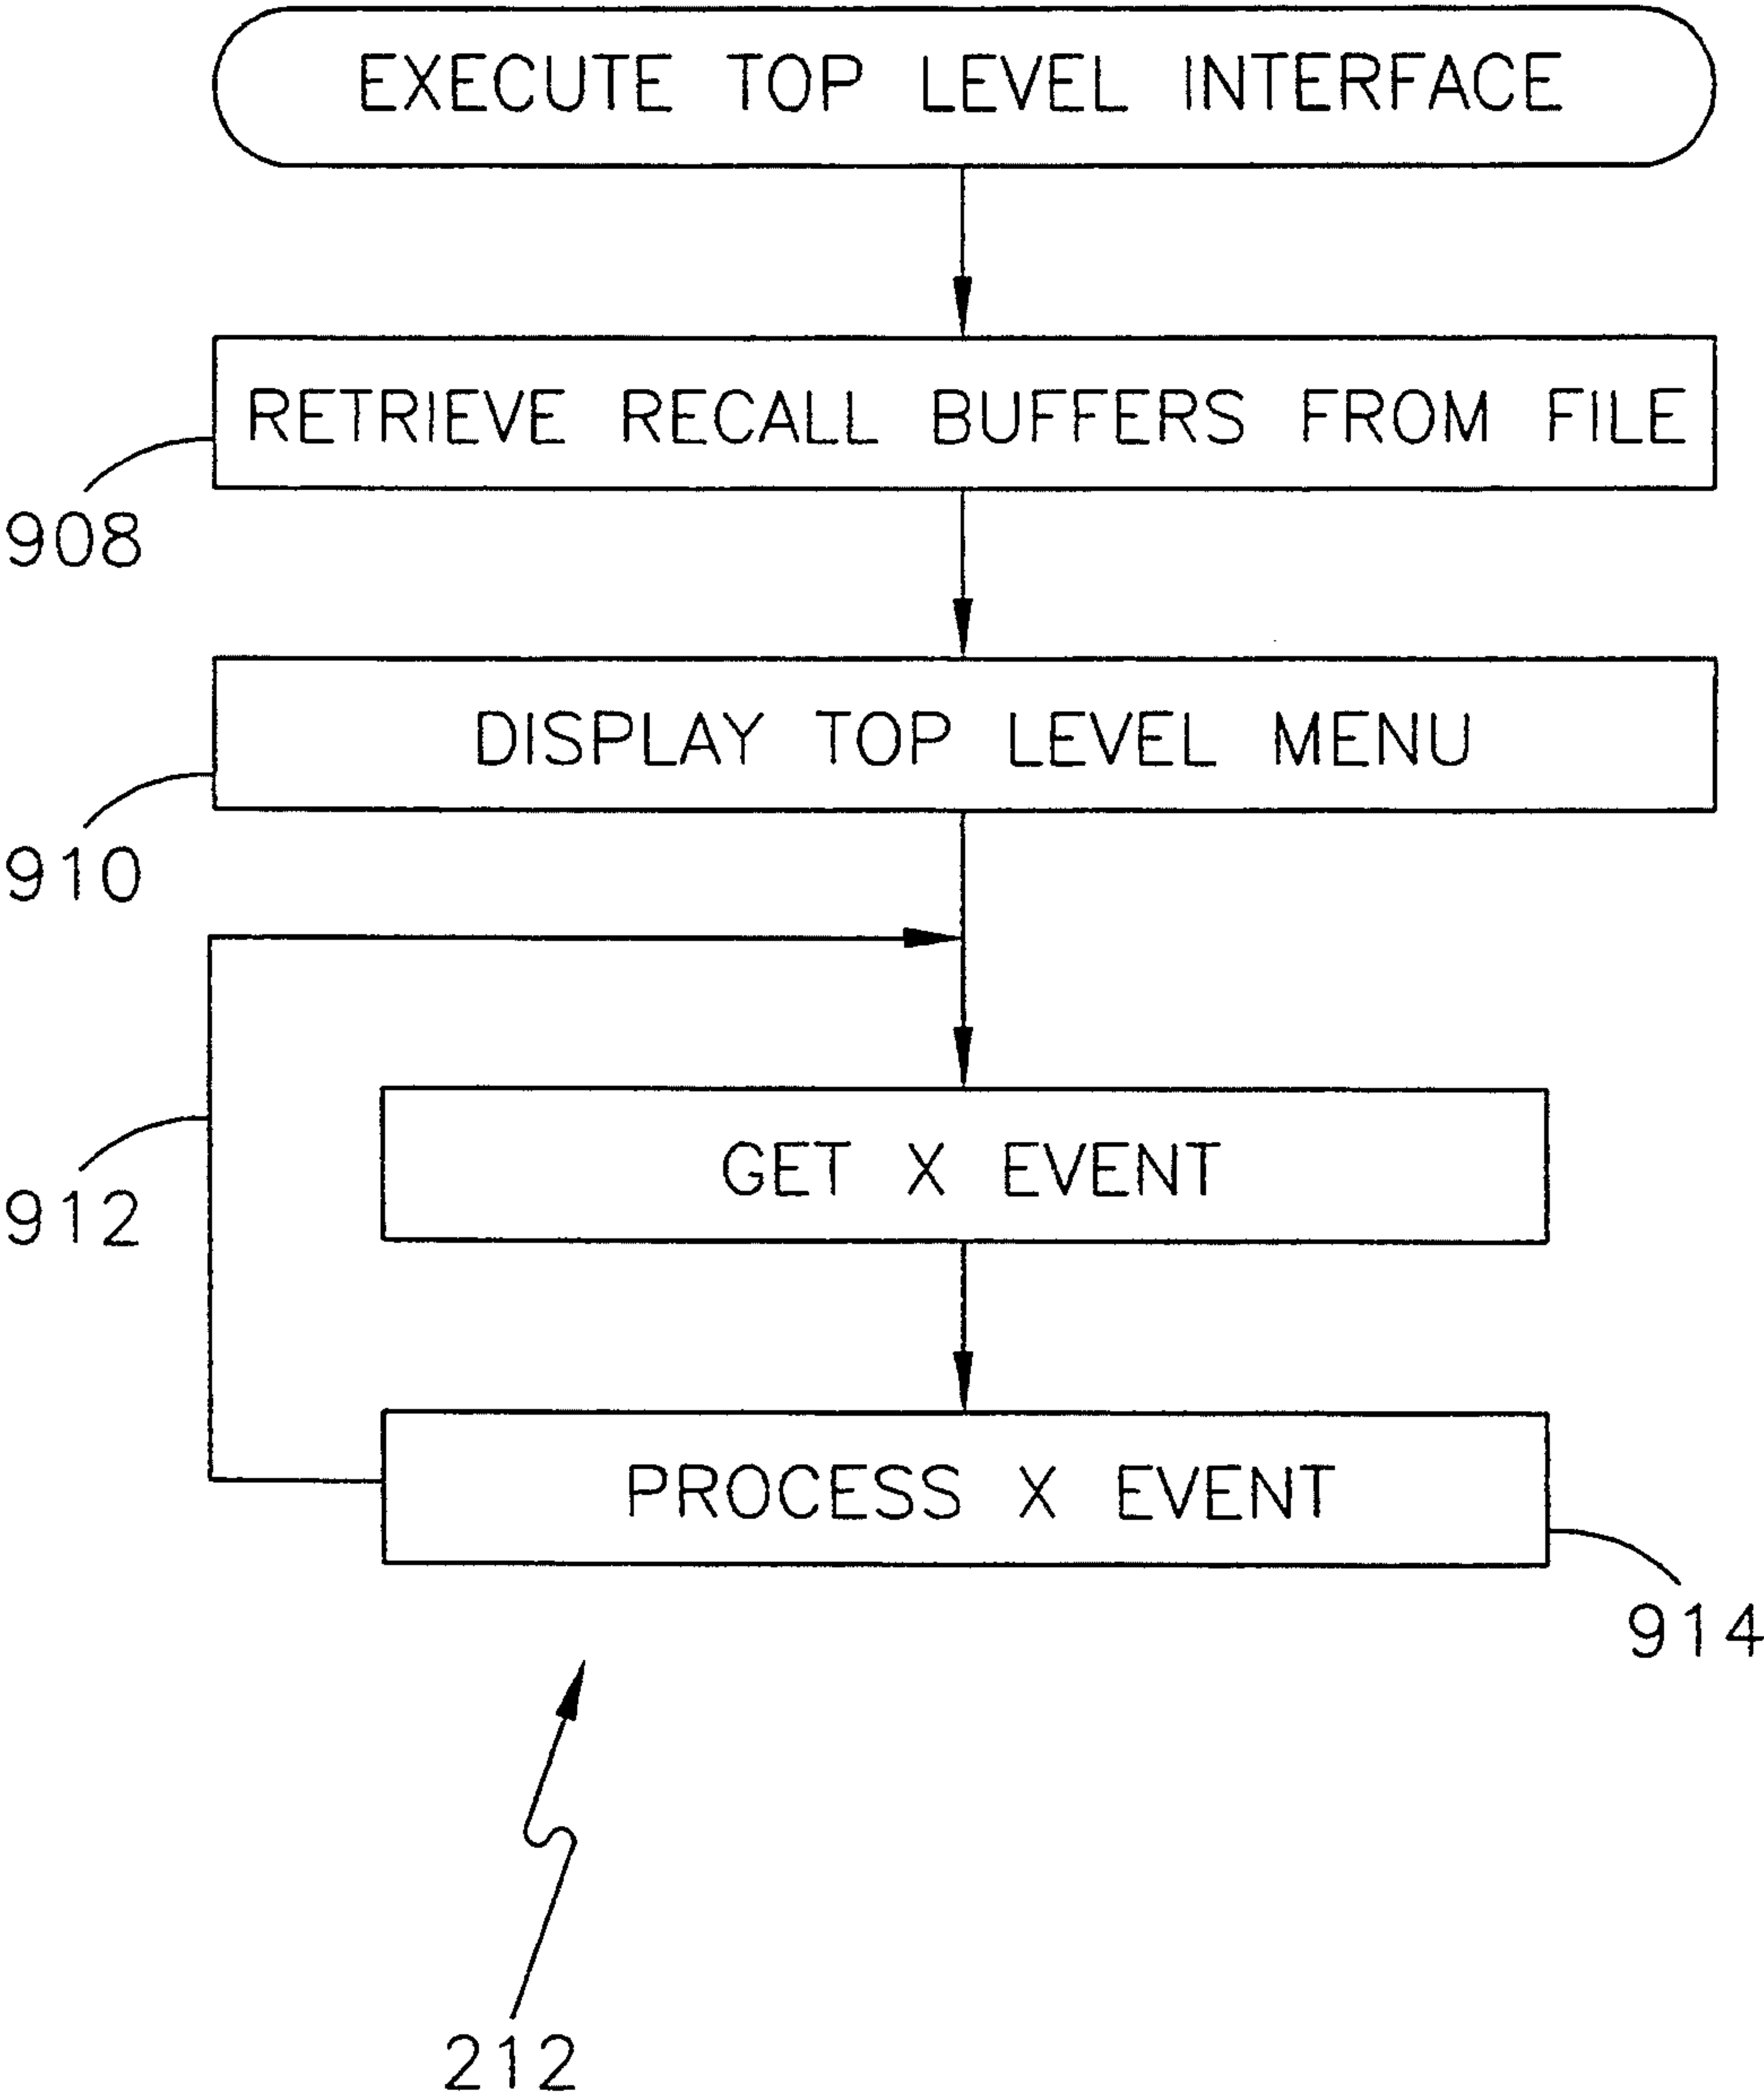 EXECUTE TOP LEVEL INTERFACE
RETRIEVE RECALL BUFFERS FROM FILE
908
DISPLAY TOP LEVEL MENU
910
GET X EVENT
912
PROCESS X EVENT
914
212